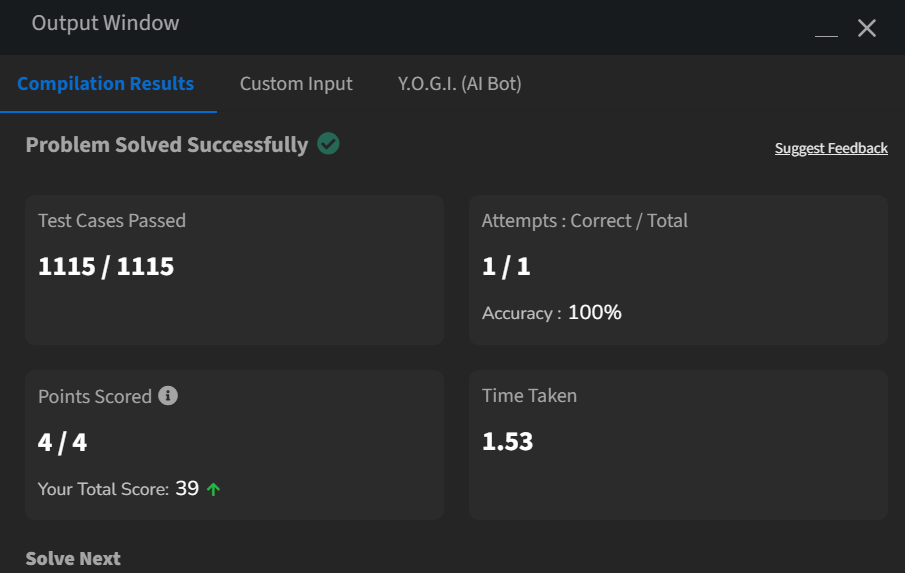 Output Window
Compilation Results Custom Input Y.O.G.I. (AI Bot)
Problem Solved Successfully
Suggest Feedback
Test Cases Passed
1115 / 1115
Attempts : Correct / Total
1 / 1
Accuracy : 100%
Points Scored
4 / 4
Your Total Score: 39
Time Taken
1.53
Solve Next